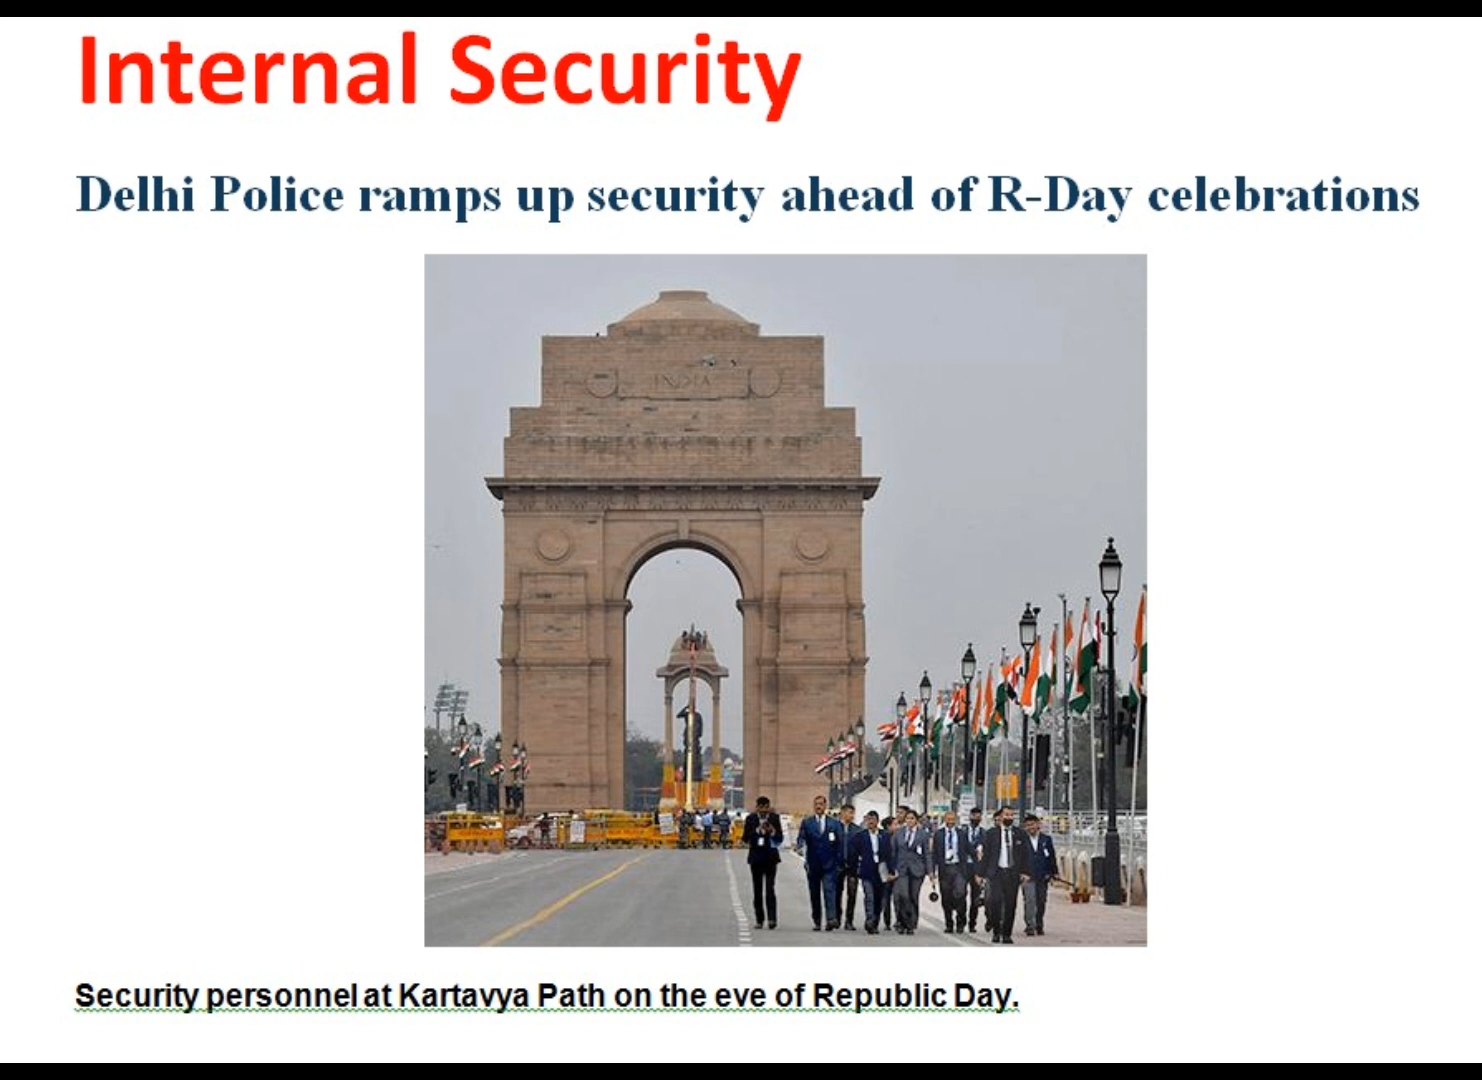 Internal Security
Delhi Police ramps up security ahead of R-Day celebrations
INDIA
Security personnel at Kartavya Path on the eve of Republic Day.